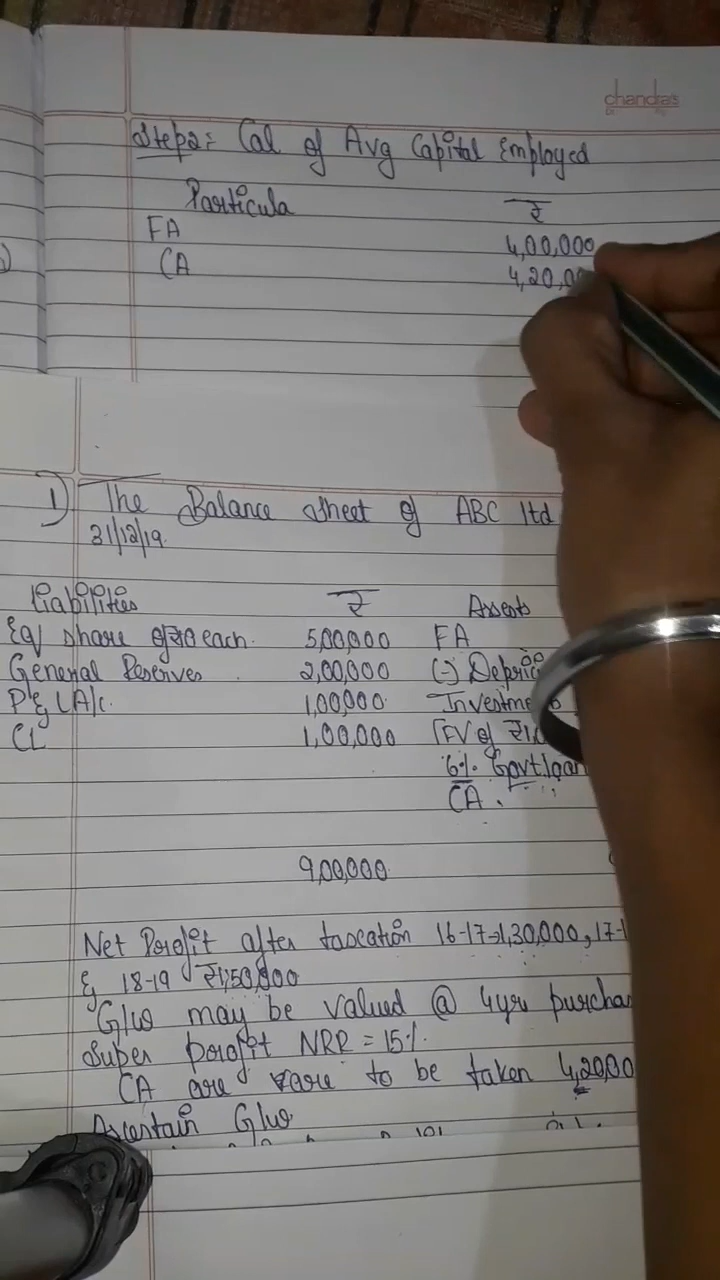 chandra's
Step2: Cal of Avg Capital Employed
Particula ₹
FA 4,00,000
CA 4,20,00
1) The Balance Sheet of ABC ltd
31/12/19.
Liabilities ₹ Assets
Eq share of each. 5,00,000 FA
General Reserves. 2,00,000 (-) Depric
P & L A/c. 1,00,000 Investme
CL 1,00,000 [FV of ₹1,
6% Govt. loan
CA.
9,00,000
Net Profit after taxation 16-17→1,30,000, 17-1
& 18-19 ₹1,50,000
G/w may be valued @ 4yr purcha
Super profit NRR = 15%.
CA are to be taken 4,20,00
Ascertain G/w